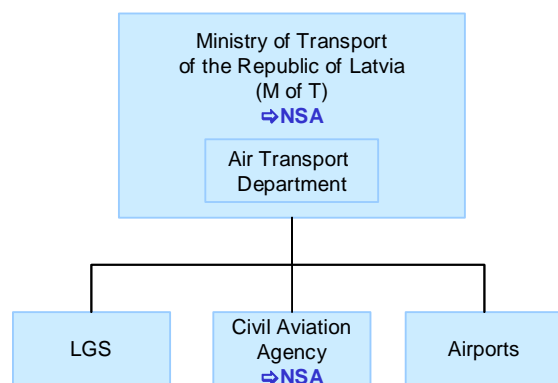 Ministry of Transport
of the Republic of Latvia
(M of T)
⇨NSA
Air Transport
Department
LGS
Civil Aviation
Agency
⇨NSA
Airports